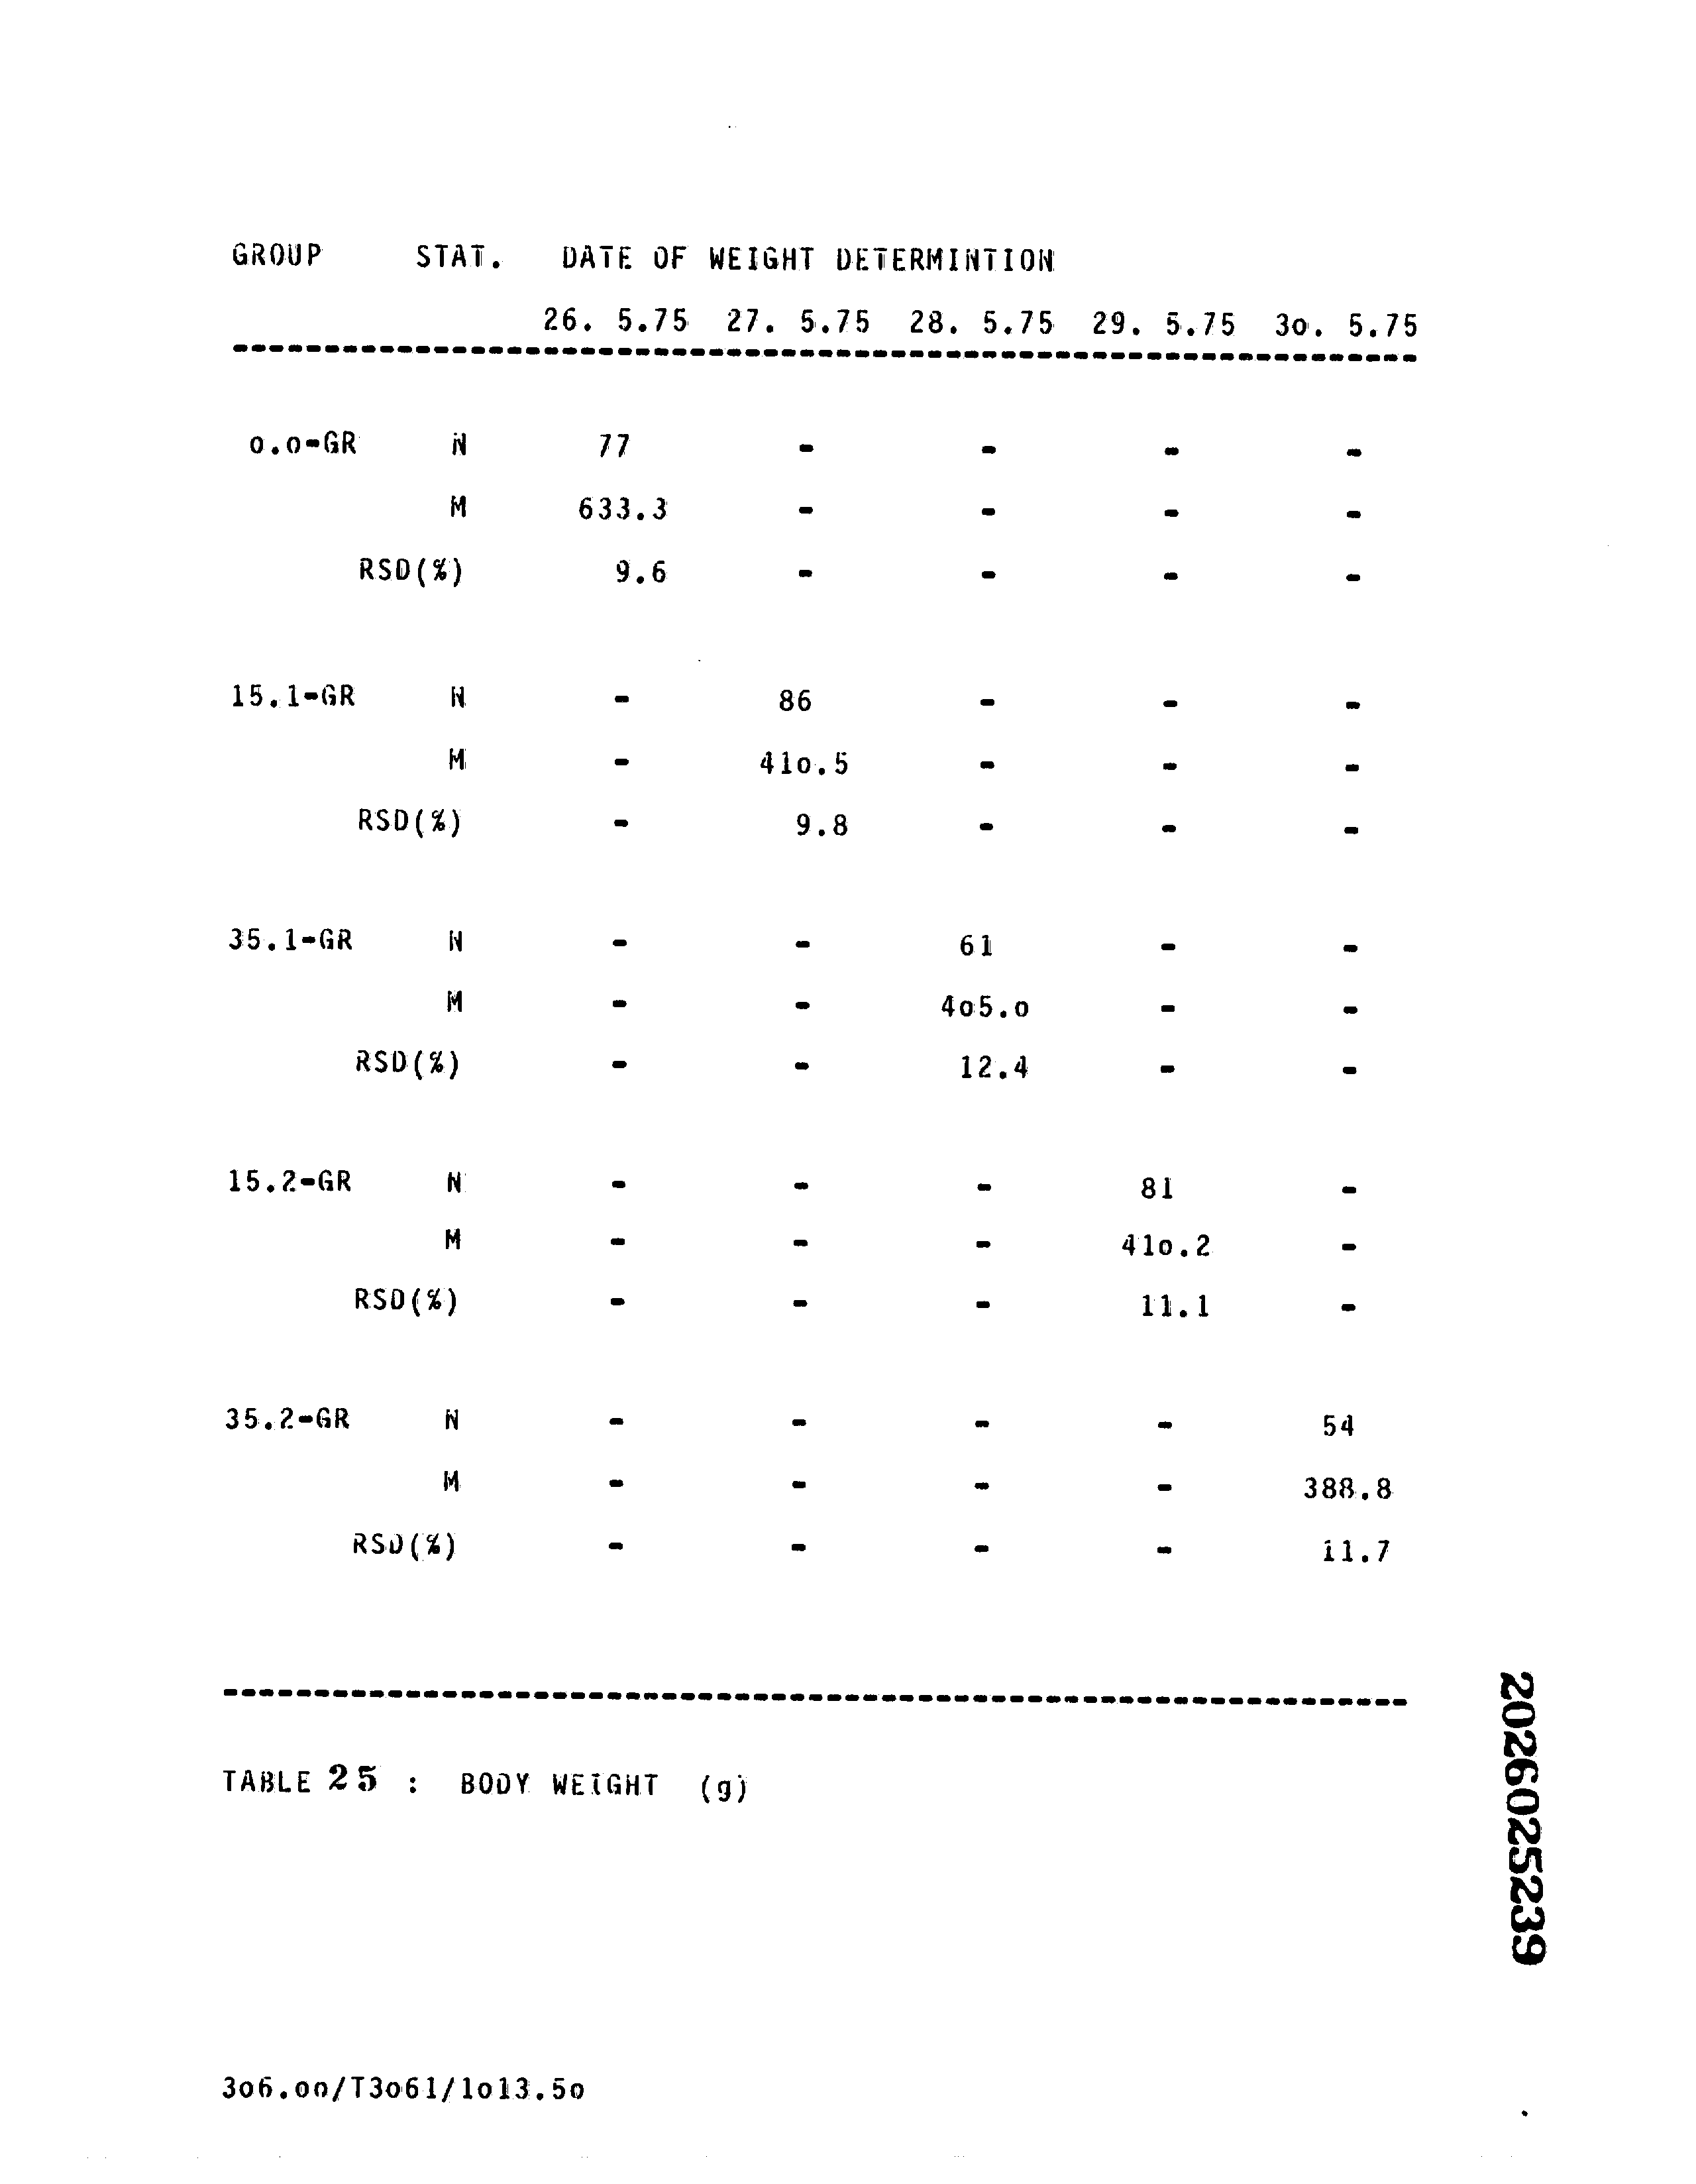 GROUP STAT. DATE OF WEIGHT DETERMINTION
26. 5.75 27. 5.75 28. 5.75 29. 5.75 3o. 5.75
o.o-GR N 77 - - - -
M 633.3 - - - -
RSD(%) 9.6 - - - -
15.1-GR N - 86 - - -
M - 41o.5 - - -
RSD(%) - 9.8 - - -
35.1-GR N - - 61 - -
M - - 4o5.o - -
RSD(%) - - 12.4 - -
15.2-GR N - - - 81 -
M - - - 41o.2 -
RSD(%) - - - 11.1 -
35.2-GR N - - - - 54
M - - - - 388.8
RSD(%) - - - - 11.7
TABLE 25 : BODY WEIGHT (g)
2026025239
3o6.oo/T3o61/1o13.5o